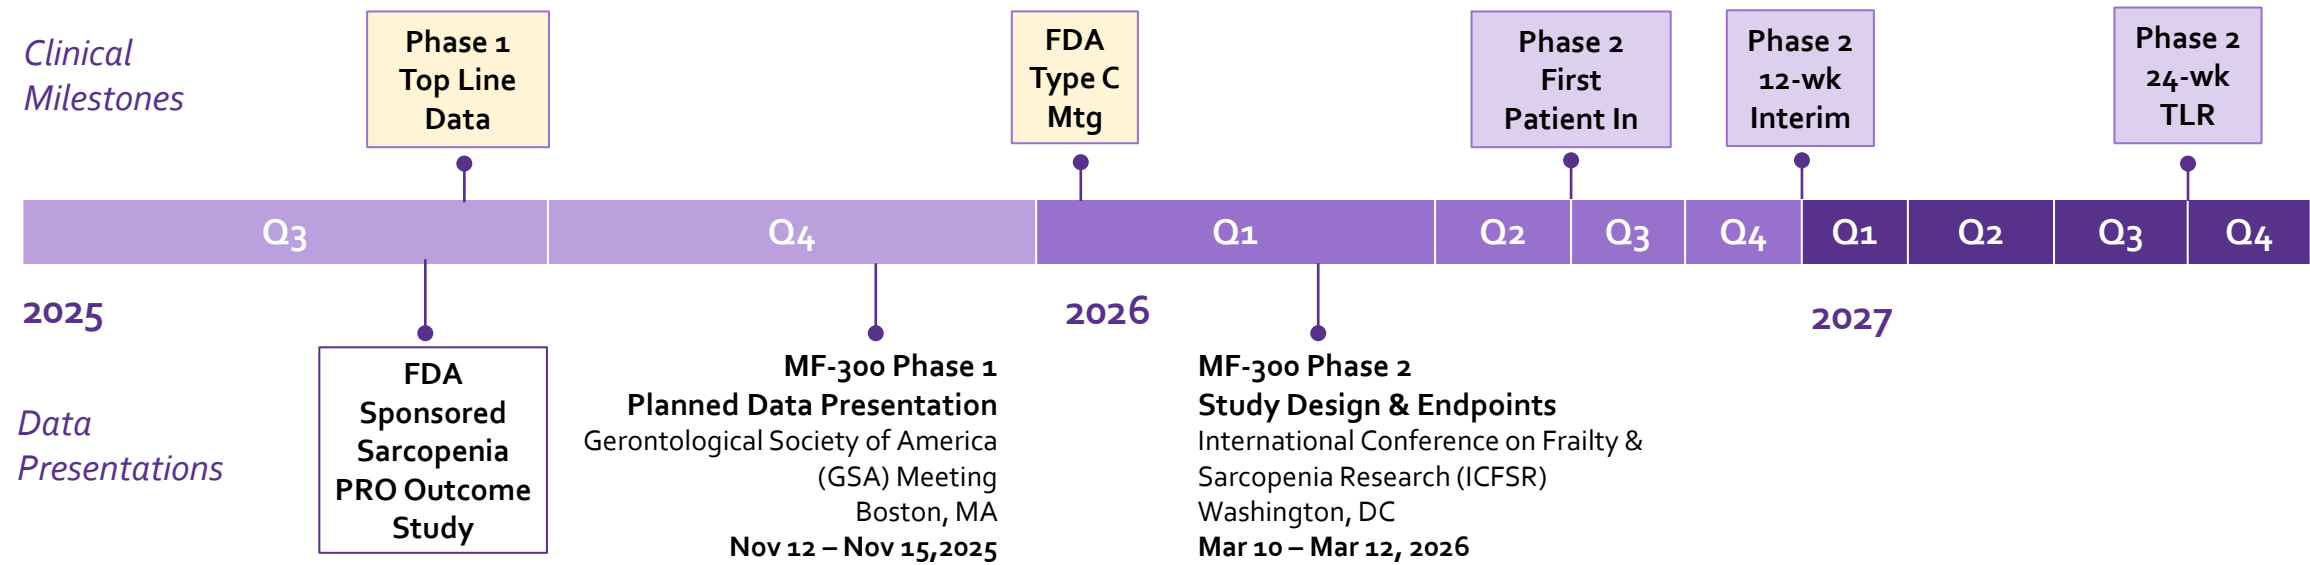 Clinical
Milestones
Phase 1
Top Line
Data
FDA
Type C
Mtg
Phase 2
First
Patient In
Phase 2
12-wk
Interim
Phase 2
24-wk
TLR
Q3
Q4
Q1
Q2
Q3
Q4
Q1
Q2
Q3
Q4
2025
2026
2027
Data
Presentations
FDA
Sponsored
Sarcopenia
PRO Outcome
Study
MF-300 Phase 1
Planned Data Presentation
Gerontological Society of America
(GSA) Meeting
Boston, MA
Nov 12 – Nov 15,2025
MF-300 Phase 2
Study Design & Endpoints
International Conference on Frailty &
Sarcopenia Research (ICFSR)
Washington, DC
Mar 10 – Mar 12, 2026